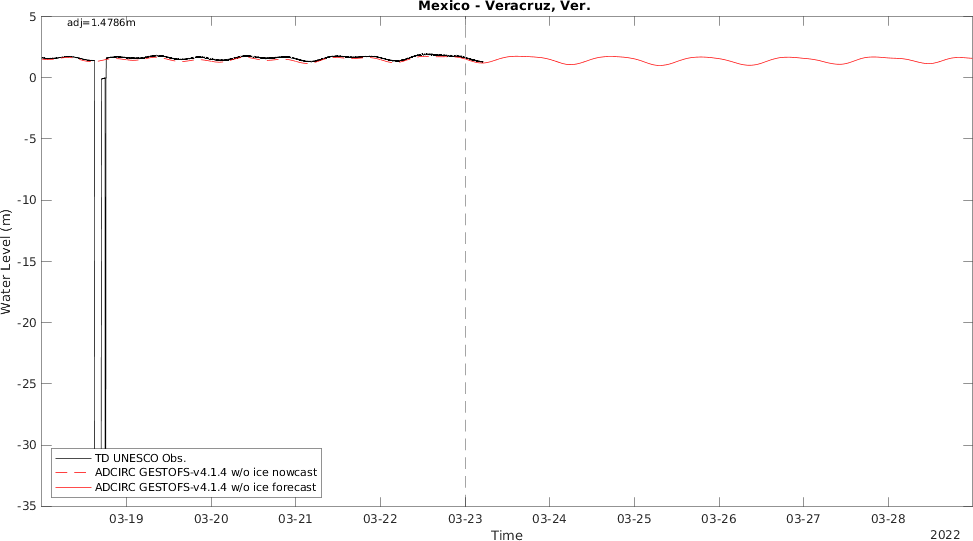 Mexico - Veracruz, Ver.
adj=1.4786m
5
0
-5
-10
-15
-20
-25
-30
-35
Water Level (m)
TD UNESCO Obs.
ADCIRC GESTOFS-v4.1.4 w/o ice nowcast
ADCIRC GESTOFS-v4.1.4 w/o ice forecast
03-19 03-20 03-21 03-22 03-23 03-24 03-25 03-26 03-27 03-28
Time
2022